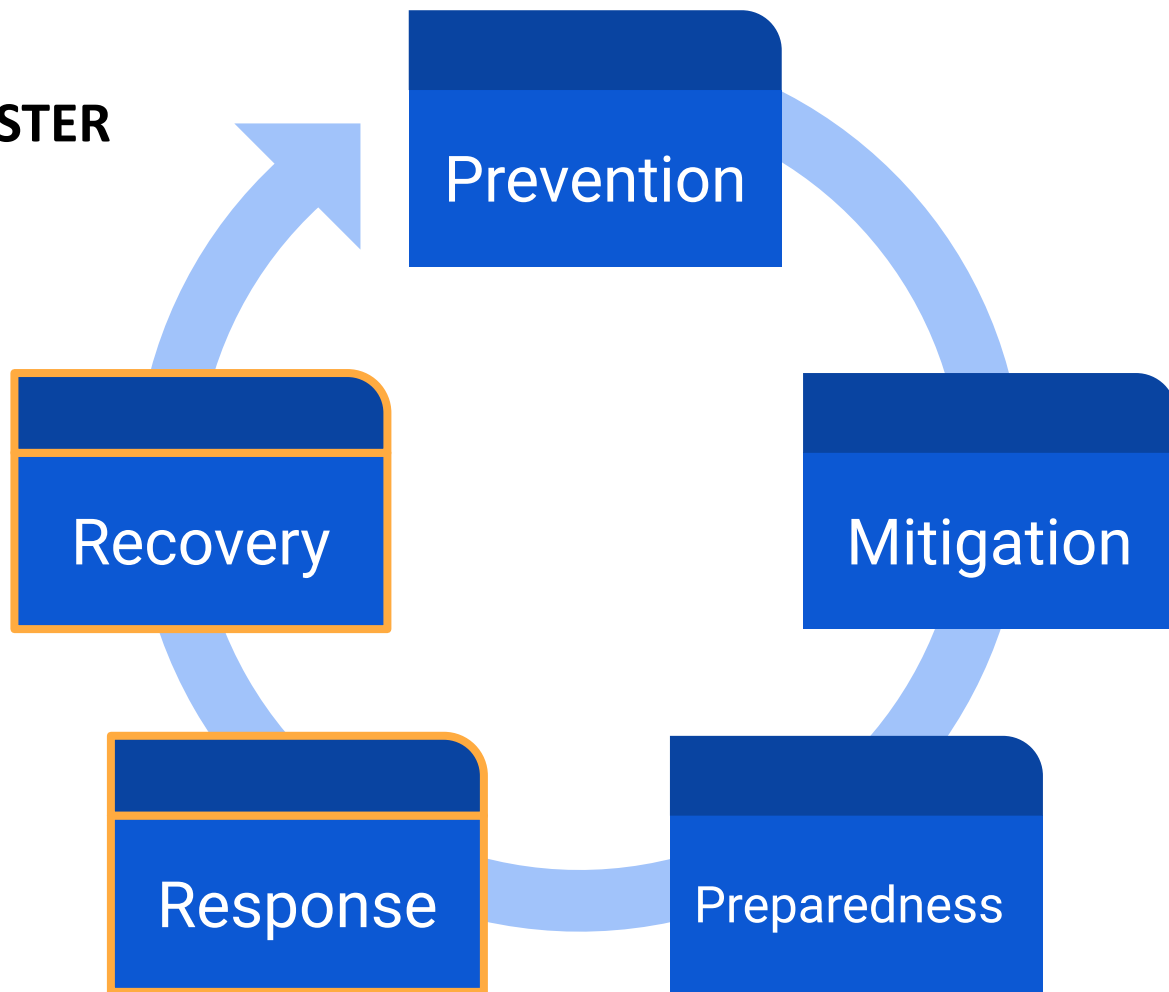 STER
Prevention
Recovery
Mitigation
Response
Preparedness